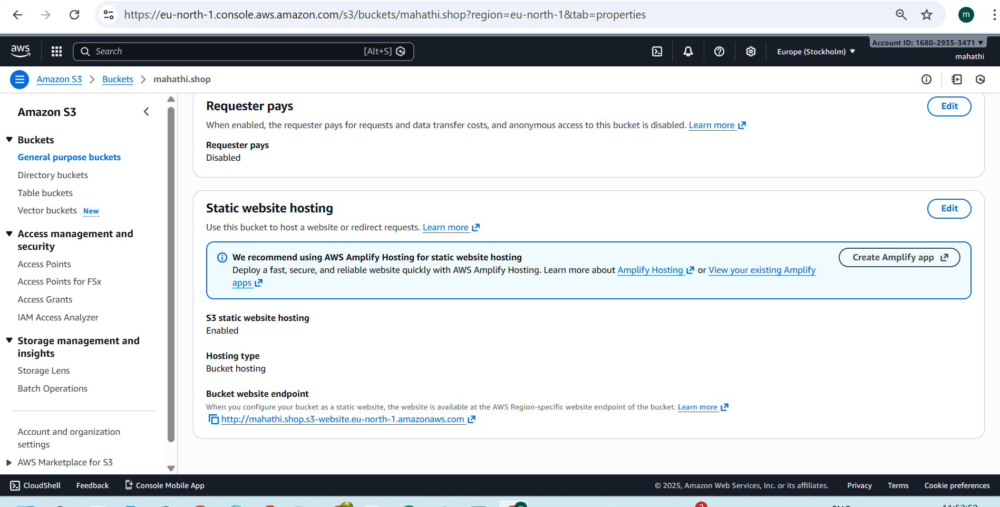 https://eu-north-1.console.aws.amazon.com/s3/buckets/mahathi.shop?region=eu-north-1&tab=properties
m
aws
Search
[Alt+S]
Europe (Stockholm)
Account ID: 1680-2935-3471
mahathi
Amazon S3
Buckets
mahathi.shop
Amazon S3
Buckets
General purpose buckets
Directory buckets
Table buckets
Vector buckets New
Access management and
security
Access Points
Access Points for FSx
Access Grants
IAM Access Analyzer
Storage management and
insights
Storage Lens
Batch Operations
Account and organization
settings
AWS Marketplace for S3
Requester pays
Edit
When enabled, the requester pays for requests and data transfer costs, and anonymous access to this bucket is disabled. Learn more
Requester pays
Disabled
Static website hosting
Edit
Use this bucket to host a website or redirect requests. Learn more
We recommend using AWS Amplify Hosting for static website hosting
Create Amplify app
Deploy a fast, secure, and reliable website quickly with AWS Amplify Hosting. Learn more about Amplify Hosting or View your existing Amplify
apps
S3 static website hosting
Enabled
Hosting type
Bucket hosting
Bucket website endpoint
When you configure your bucket as a static website, the website is available at the AWS Region-specific website endpoint of the bucket. Learn more
http://mahathi.shop.s3-website.eu-north-1.amazonaws.com
CloudShell
Feedback
Console Mobile App
© 2025, Amazon Web Services, Inc. or its affiliates.
Privacy
Terms
Cookie preferences